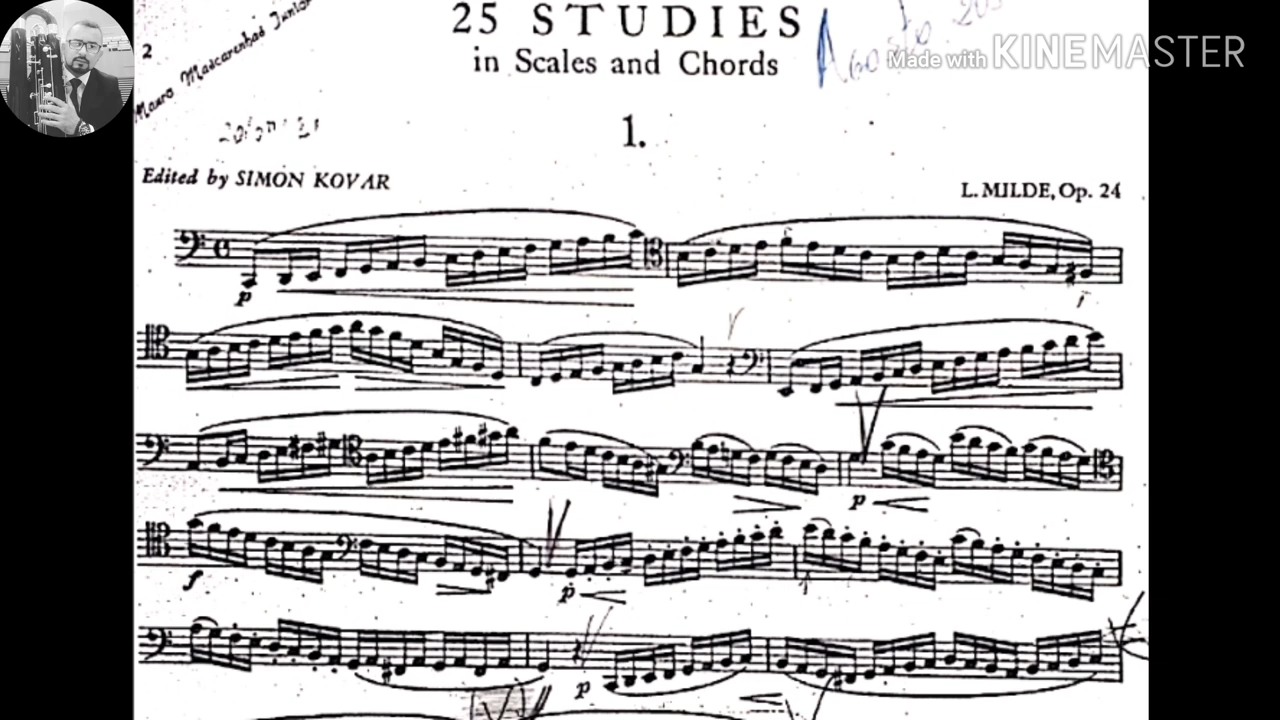 25 STUDIES
in Scales and Chords
Made with KINEMASTER
2
Mauro Mascarenhas Junior
1.
Edited by SIMON KOVAR
L. MILDE, Op. 24
p
f
p
p
p